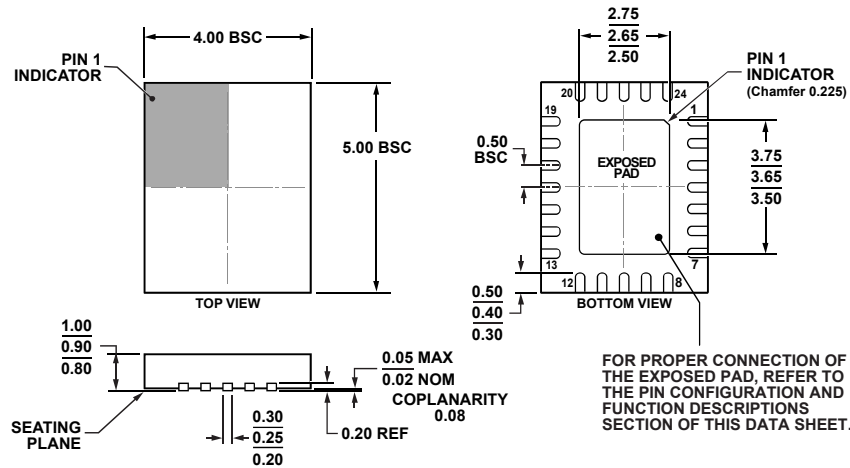 4.00 BSC
PIN 1
INDICATOR
5.00 BSC
TOP VIEW
2.75
2.65
2.50
PIN 1
INDICATOR
(Chamfer 0.225)
20
24
19
1
0.50
BSC
EXPOSED
PAD
3.75
3.65
3.50
13
7
12
8
0.50
0.40
0.30
BOTTOM VIEW
1.00
0.90
0.80
0.05 MAX
0.02 NOM
COPLANARITY
0.08
SEATING
PLANE
0.30
0.25
0.20
0.20 REF
FOR PROPER CONNECTION OF
THE EXPOSED PAD, REFER TO
THE PIN CONFIGURATION AND
FUNCTION DESCRIPTIONS
SECTION OF THIS DATA SHEET.